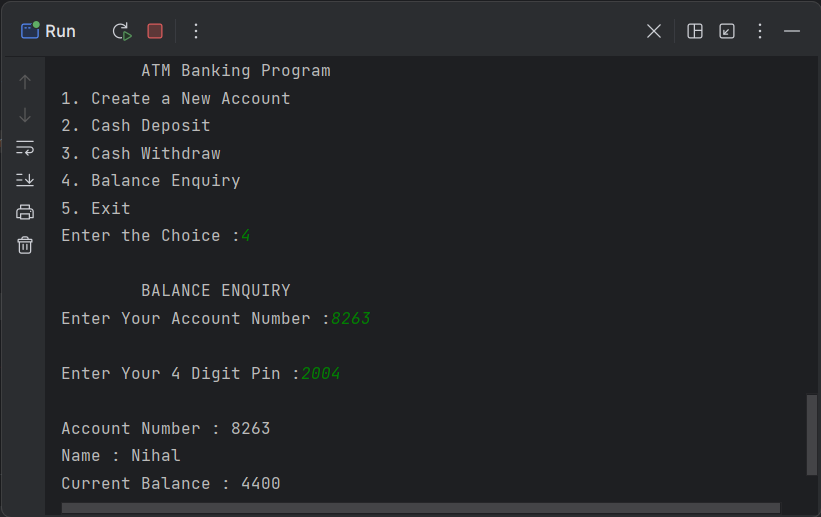 Run
ATM Banking Program
1. Create a New Account
2. Cash Deposit
3. Cash Withdraw
4. Balance Enquiry
5. Exit
Enter the Choice :4
BALANCE ENQUIRY
Enter Your Account Number :8263
Enter Your 4 Digit Pin :2004
Account Number : 8263
Name : Nihal
Current Balance : 4400